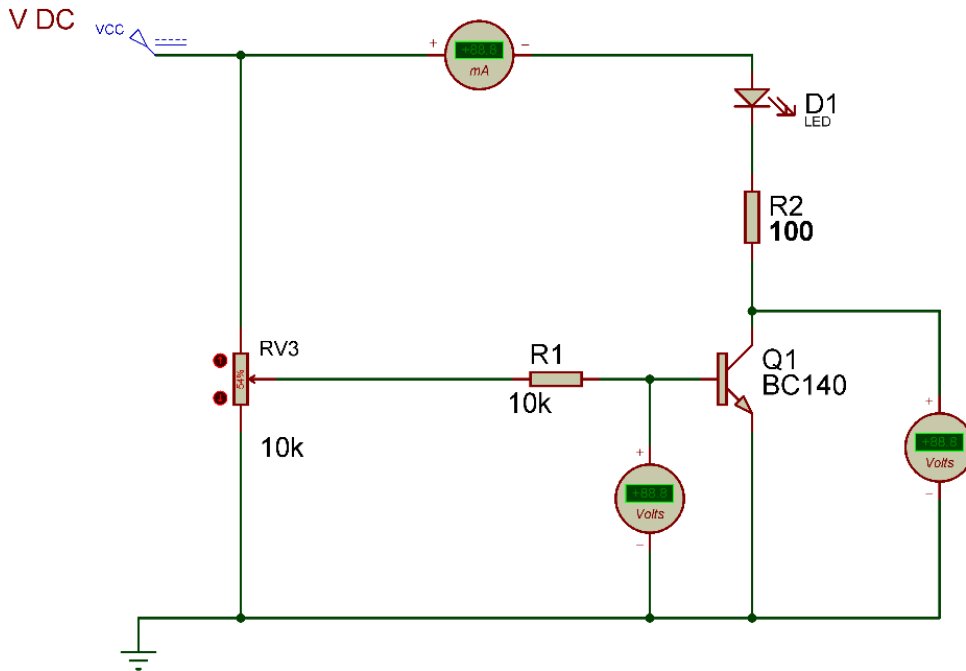 V DC
VCC
+ +88.8 −
mA
D1
LED
R2
100
RV3
54%
10k
R1
10k
Q1
BC140
+
+88.8
Volts
−
+
+88.8
Volts
−